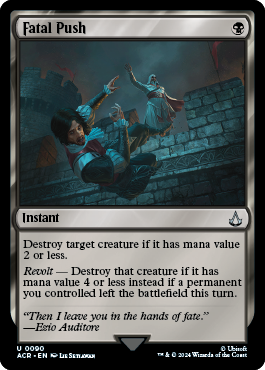 Fatal Push
Instant
Destroy target creature if it has mana value
2 or less.
Revolt — Destroy that creature if it has
mana value 4 or less instead if a permanent
you controlled left the battlefield this turn.
“Then I leave you in the hands of fate.”
—Ezio Auditore
U 0090
ACR • EN Lie Setiawan
© Ubisoft
™ & © 2024 Wizards of the Coast